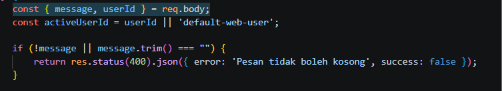 const { message, userId } = req.body;
const activeUserId = userId || 'default-web-user';
if (!message || message.trim() === "") {
return res.status(400).json({ error: 'Pesan tidak boleh kosong', success: false });
}